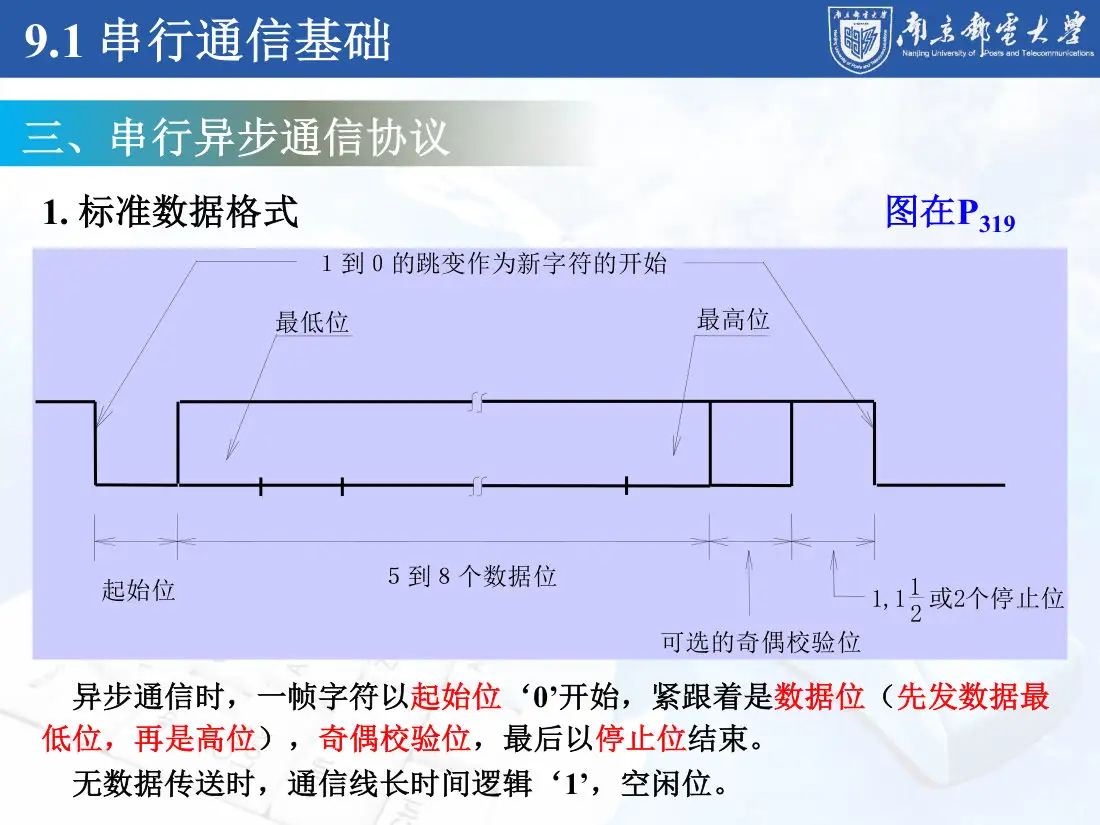 9.1 串行通信基础
南京邮电大学
Nanjing University of Posts and Telecommunications
三、串行异步通信协议
1. 标准数据格式
图在P319
1 到 0 的跳变作为新字符的开始
最低位
最高位
起始位
5 到 8 个数据位
1,1 1/2 或2个停止位
可选的奇偶校验位
异步通信时，一帧字符以起始位‘0’开始，紧跟着是数据位（先发数据最
低位，再是高位），奇偶校验位，最后以停止位结束。
无数据传送时，通信线长时间逻辑‘1’，空闲位。